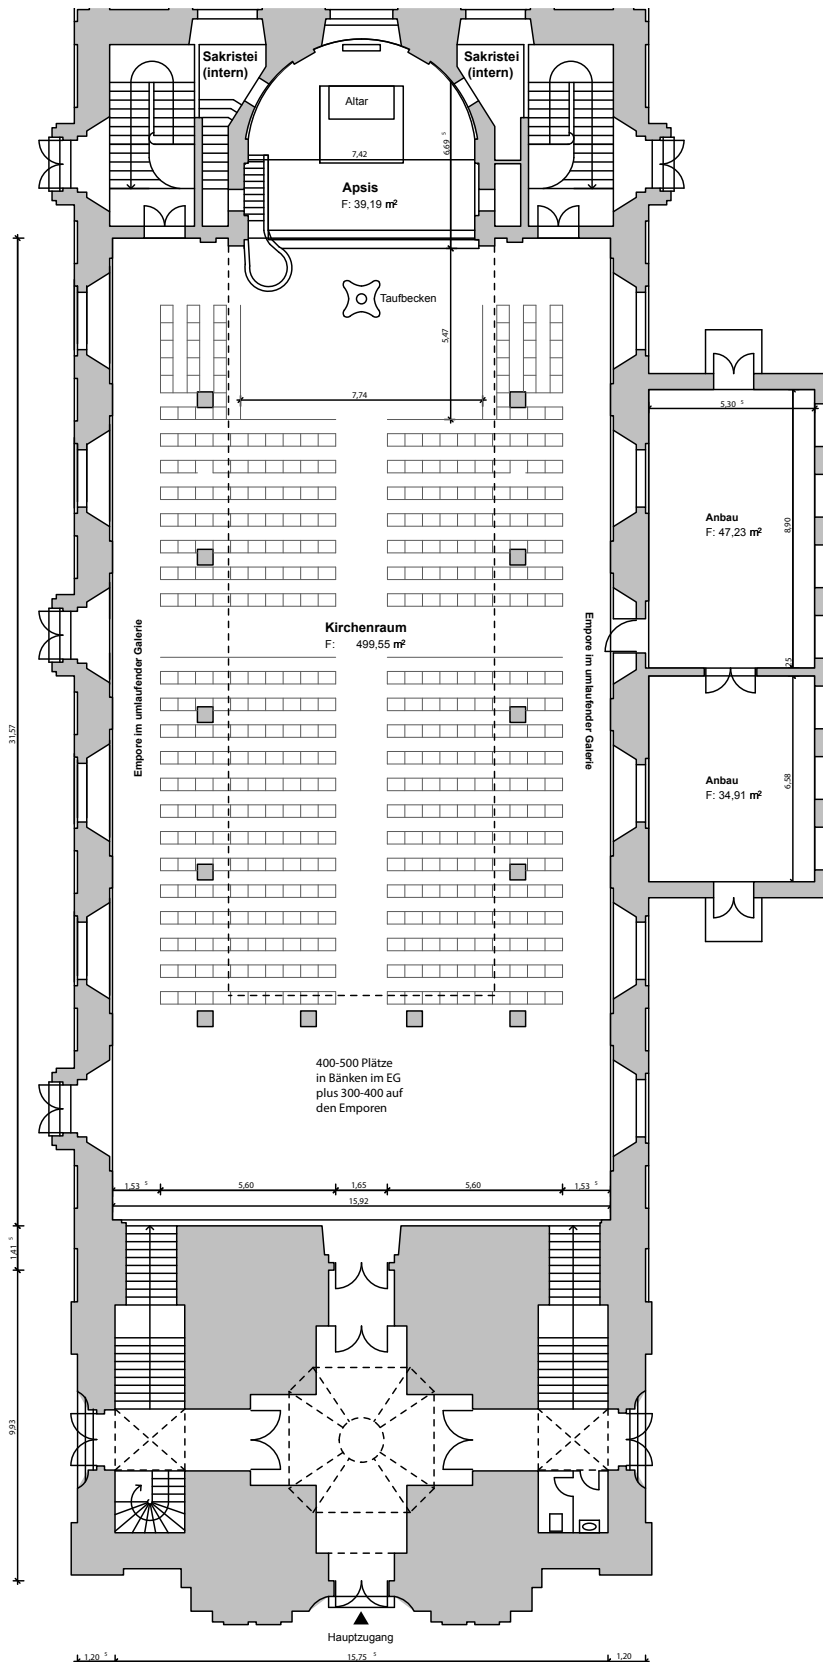 Sakristei
(intern)
Sakristei
(intern)
Altar
7,42
6,69 5
Apsis
F: 39,19 m²
Taufbecken
5,47
7,74
5,30 5
Anbau
F: 47,23 m²
8,90
Kirchenraum
F: 499,55 m²
Empore im umlaufender Galerie
Empore im umlaufender Galerie
25
31,57
Anbau
F: 34,91 m²
6,58
400-500 Plätze
in Bänken im EG
plus 300-400 auf
den Emporen
1,53 5
5,60
1,65
5,60
1,53 5
15,92
1,41 5
9,93
Hauptzugang
1,20 5
15,75 5
1,20